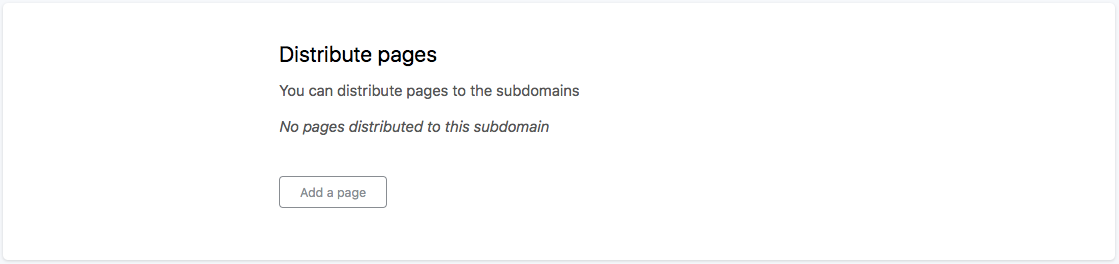 Distribute pages
You can distribute pages to the subdomains
No pages distributed to this subdomain
Add a page